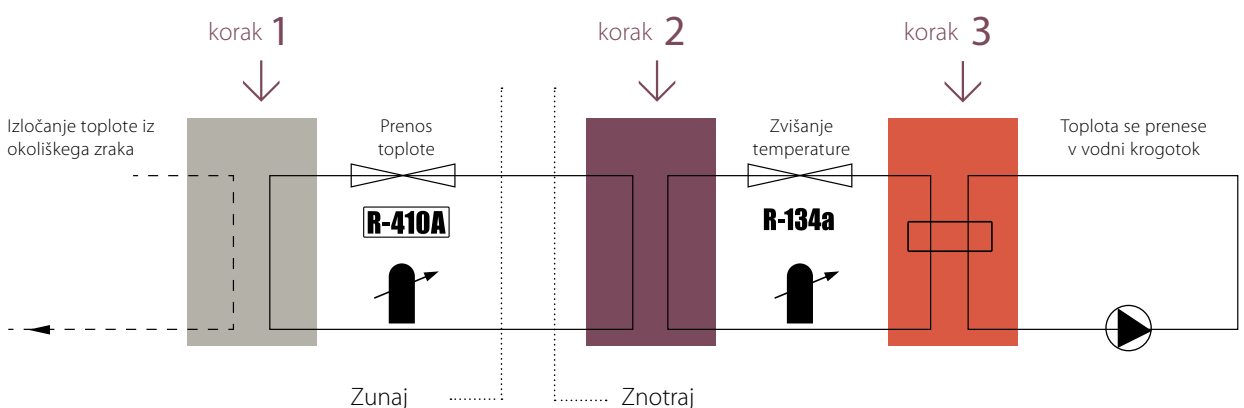 korak 1
korak 2
korak 3
Izločanje toplote iz
okoliškega zraka
Prenos
toplote
Zvišanje
temperature
Toplota se prenese
v vodni krogotok
R-410A
R-134a
Zunaj
Znotraj